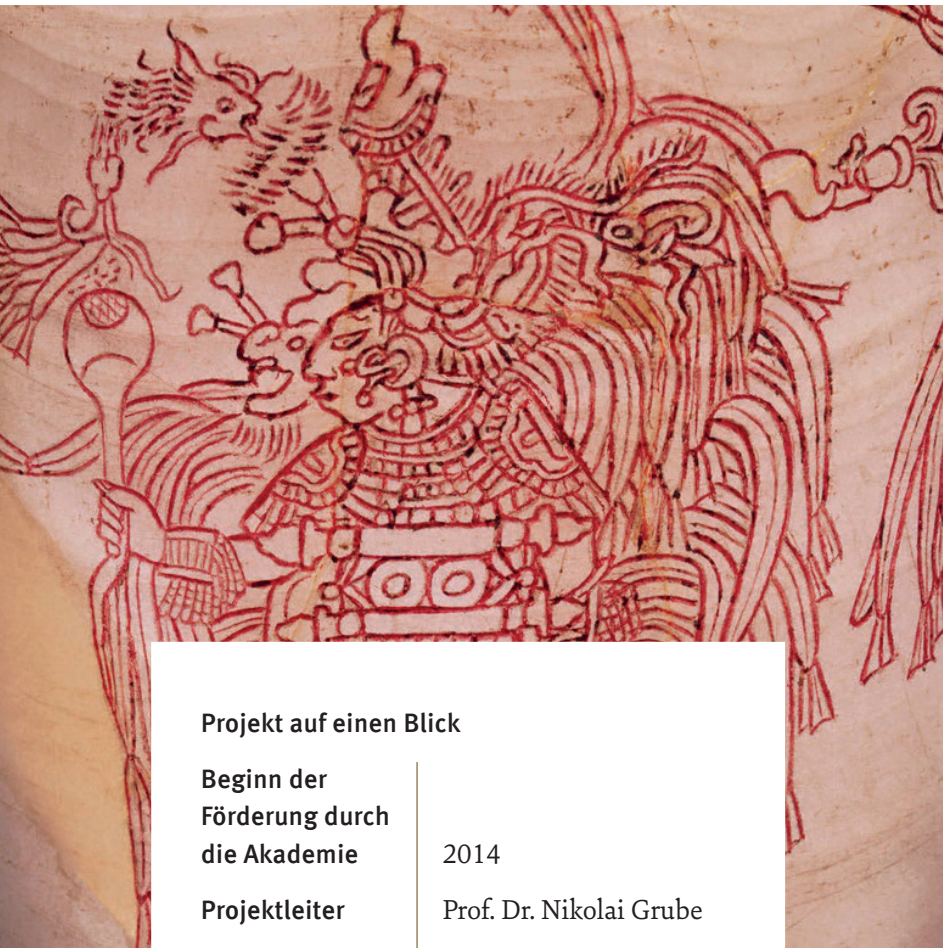 Projekt auf einen Blick
Beginn der
Förderung durch
die Akademie 2014
Projektleiter Prof. Dr. Nikolai Grube